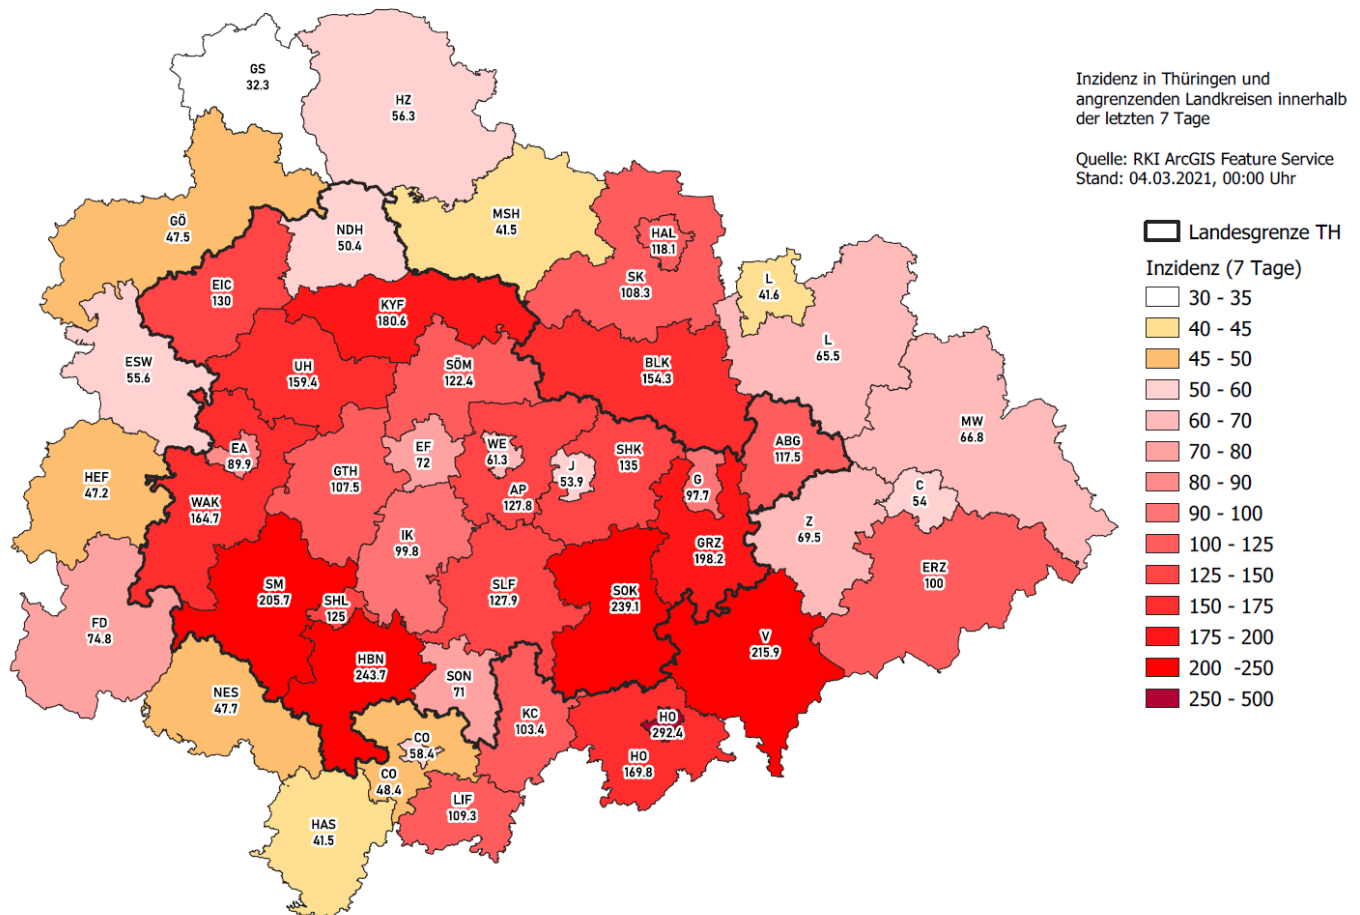 GS
32.3
HZ
56.3
GÖ
47.5
NDH
50.4
MSH
41.5
HAL
118.1
SK
108.3
L
41.6
L
65.5
EIC
130
KYF
180.6
ESW
55.6
UH
159.4
SÖM
122.4
BLK
154.3
MW
66.8
EA
89.9
EF
72
WE
61.3
J
53.9
SHK
135
ABG
117.5
HEF
47.2
GTH
107.5
AP
127.8
G
97.7
C
54
WAK
164.7
IK
99.8
GRZ
198.2
Z
69.5
ERZ
100
SM
205.7
SHL
125
SLF
127.9
SOK
239.1
FD
74.8
HBN
243.7
SON
71
V
215.9
NES
47.7
KC
103.4
HO
292.4
CO
58.4
HO
169.8
CO
48.4
LIF
109.3
HAS
41.5
Inzidenz in Thüringen und
angrenzenden Landkreisen innerhalb
der letzten 7 Tage
Quelle: RKI ArcGIS Feature Service
Stand: 04.03.2021, 00:00 Uhr
Landesgrenze TH
Inzidenz (7 Tage)
30 - 35
40 - 45
45 - 50
50 - 60
60 - 70
70 - 80
80 - 90
90 - 100
100 - 125
125 - 150
150 - 175
175 - 200
200 -250
250 - 500